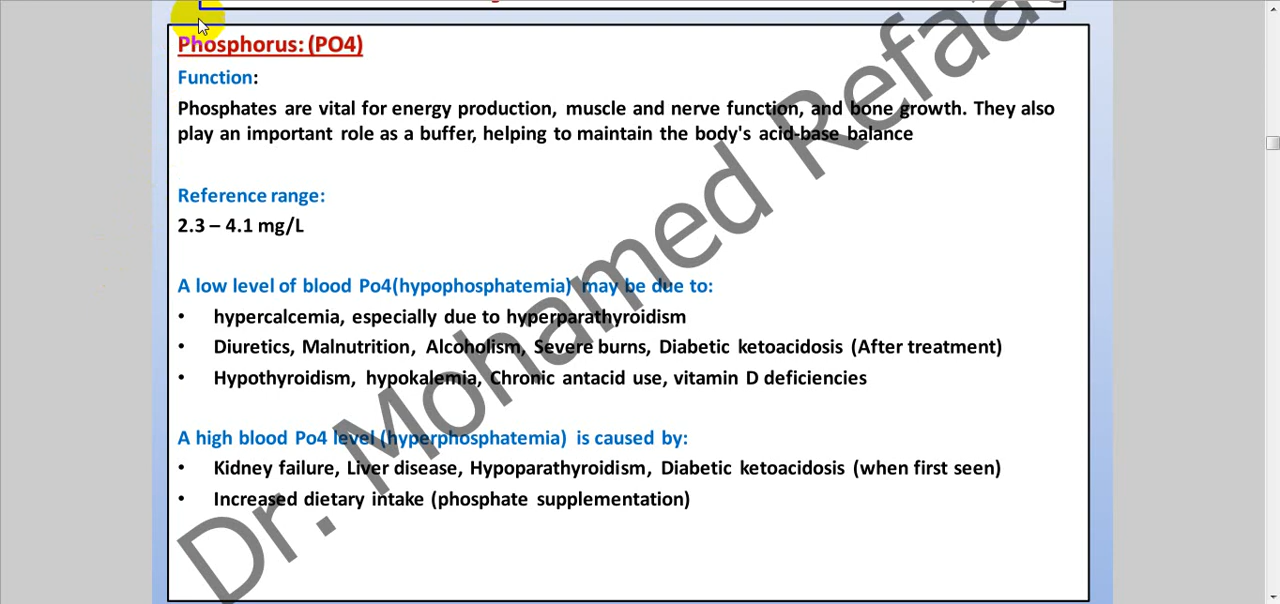 Phosphorus: (PO4)
Function:
Phosphates are vital for energy production, muscle and nerve function, and bone growth. They also
play an important role as a buffer, helping to maintain the body's acid-base balance
Reference range:
2.3 – 4.1 mg/L
A low level of blood Po4(hypophosphatemia) may be due to:
• hypercalcemia, especially due to hyperparathyroidism
• Diuretics, Malnutrition, Alcoholism, Severe burns, Diabetic ketoacidosis (After treatment)
• Hypothyroidism, hypokalemia, Chronic antacid use, vitamin D deficiencies
A high blood Po4 level (hyperphosphatemia) is caused by:
• Kidney failure, Liver disease, Hypoparathyroidism, Diabetic ketoacidosis (when first seen)
• Increased dietary intake (phosphate supplementation)
Dr. Mohamed Refaat